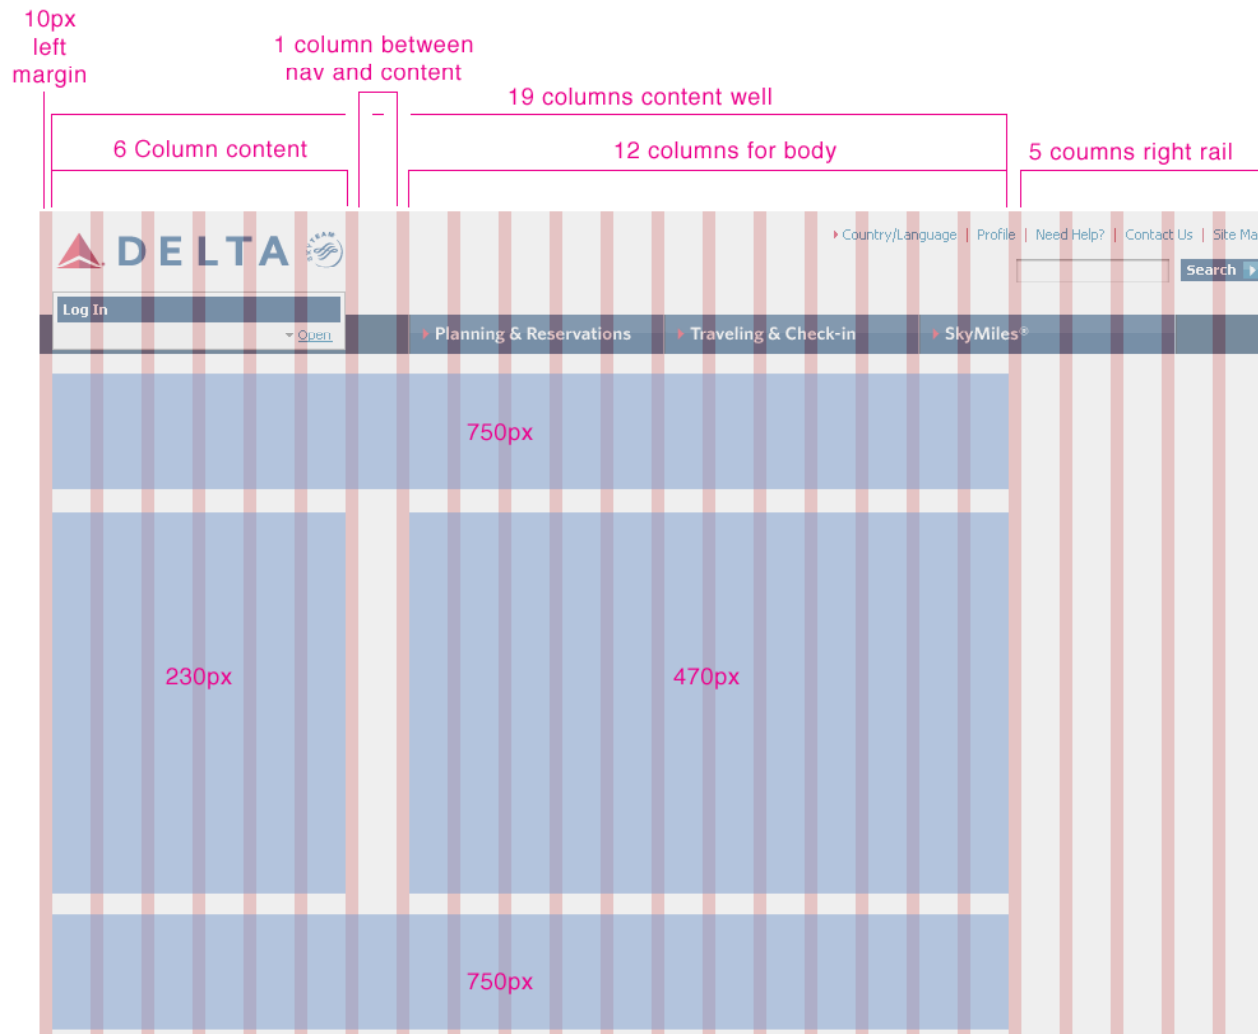 10px
left
margin
1 column between
nav and content
19 columns content well
6 Column content
12 columns for body
5 coumns right rail
DELTA
SKYTEAM
Country/Language | Profile | Need Help? | Contact Us | Site Ma
Search
Log In
Open
Planning & Reservations
Traveling & Check-in
SkyMiles®
750px
230px
470px
750px